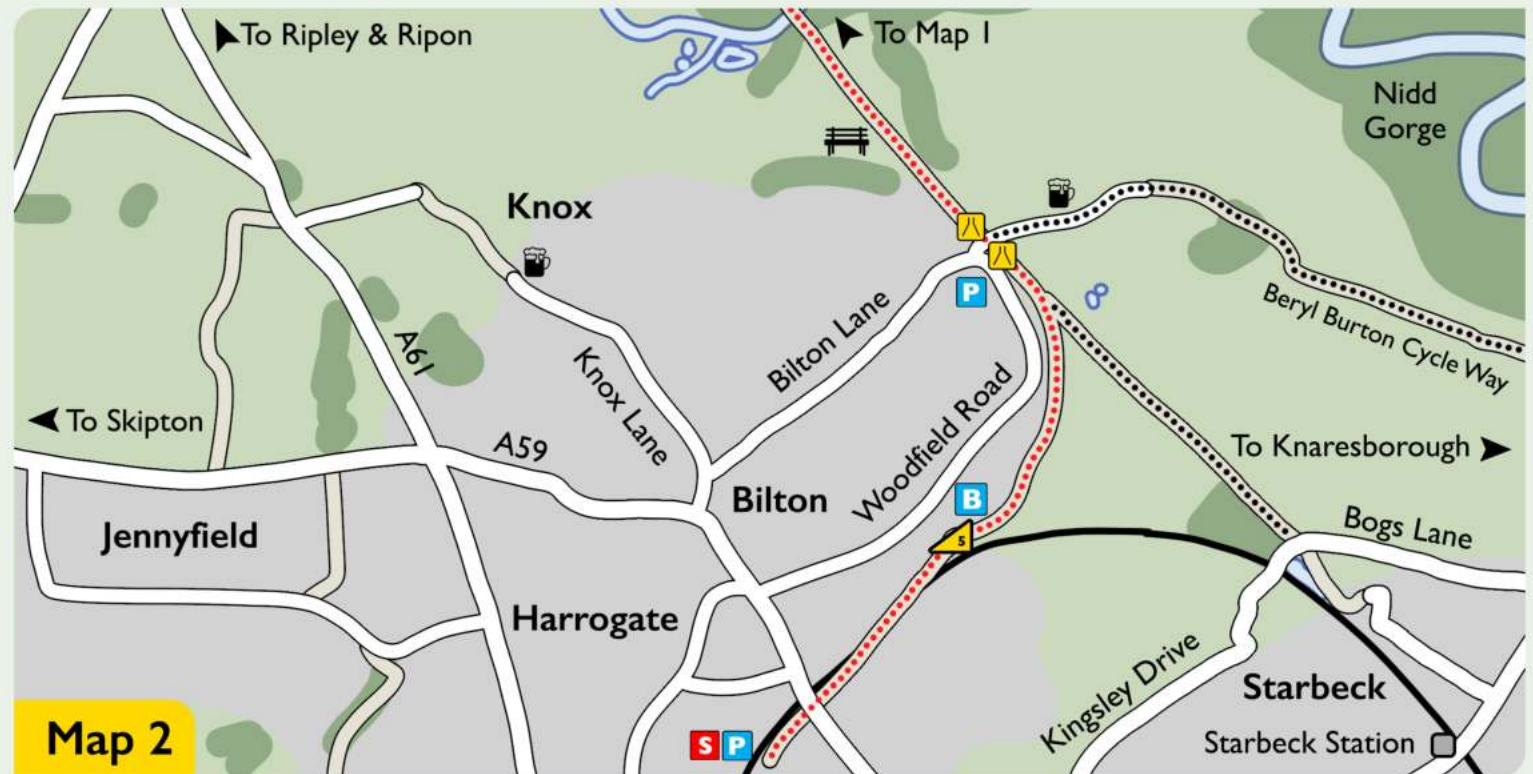 To Ripley & Ripon
To Map 1
Nidd
Gorge
Knox
Beryl Burton Cycle Way
P
Bilton Lane
A61
Knox Lane
Woodfield Road
To Skipton
A59
To Knaresborough
Bilton
B
Jennyfield
5
Bogs Lane
Harrogate
Kingsley Drive
Starbeck
Map 2
S P
Starbeck Station